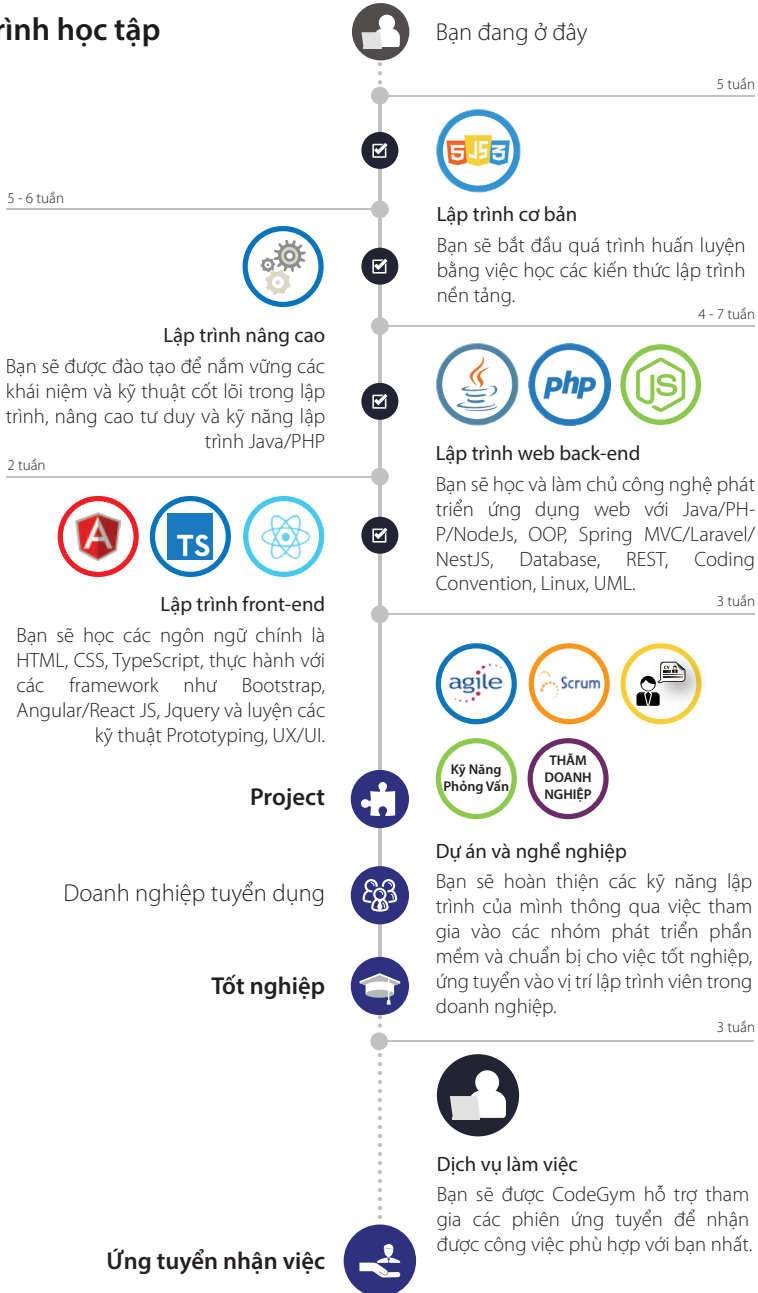 rình học tập
Bạn đang ở đây
5 tuần
5 JS 3
Lập trình cơ bản
Bạn sẽ bắt đầu quá trình huấn luyện
bằng việc học các kiến thức lập trình
nền tảng.
5 - 6 tuần
Lập trình nâng cao
Bạn sẽ được đào tạo để nắm vững các
khái niệm và kỹ thuật cốt lõi trong lập
trình, nâng cao tư duy và kỹ năng lập
trình Java/PHP
4 - 7 tuần
php
JS
Lập trình web back-end
Bạn sẽ học và làm chủ công nghệ phát
triển ứng dụng web với Java/PH-
P/NodeJs, OOP, Spring MVC/Laravel/
NestJS, Database, REST, Coding
Convention, Linux, UML.
2 tuần
A
TS
Lập trình front-end
Bạn sẽ học các ngôn ngữ chính là
HTML, CSS, TypeScript, thực hành với
các framework như Bootstrap,
Angular/React JS, Jquery và luyện các
kỹ thuật Prototyping, UX/UI.
3 tuần
agile
Scrum
CV
Kỹ Năng
Phỏng Vấn
THĂM
DOANH
NGHIỆP
Dự án và nghề nghiệp
Bạn sẽ hoàn thiện các kỹ năng lập
trình của mình thông qua việc tham
gia vào các nhóm phát triển phần
mềm và chuẩn bị cho việc tốt nghiệp,
ứng tuyển vào vị trí lập trình viên trong
doanh nghiệp.
Project
Doanh nghiệp tuyển dụng
Tốt nghiệp
3 tuần
Dịch vụ làm việc
Bạn sẽ được CodeGym hỗ trợ tham
gia các phiên ứng tuyển để nhận
được công việc phù hợp với bạn nhất.
Ứng tuyển nhận việc